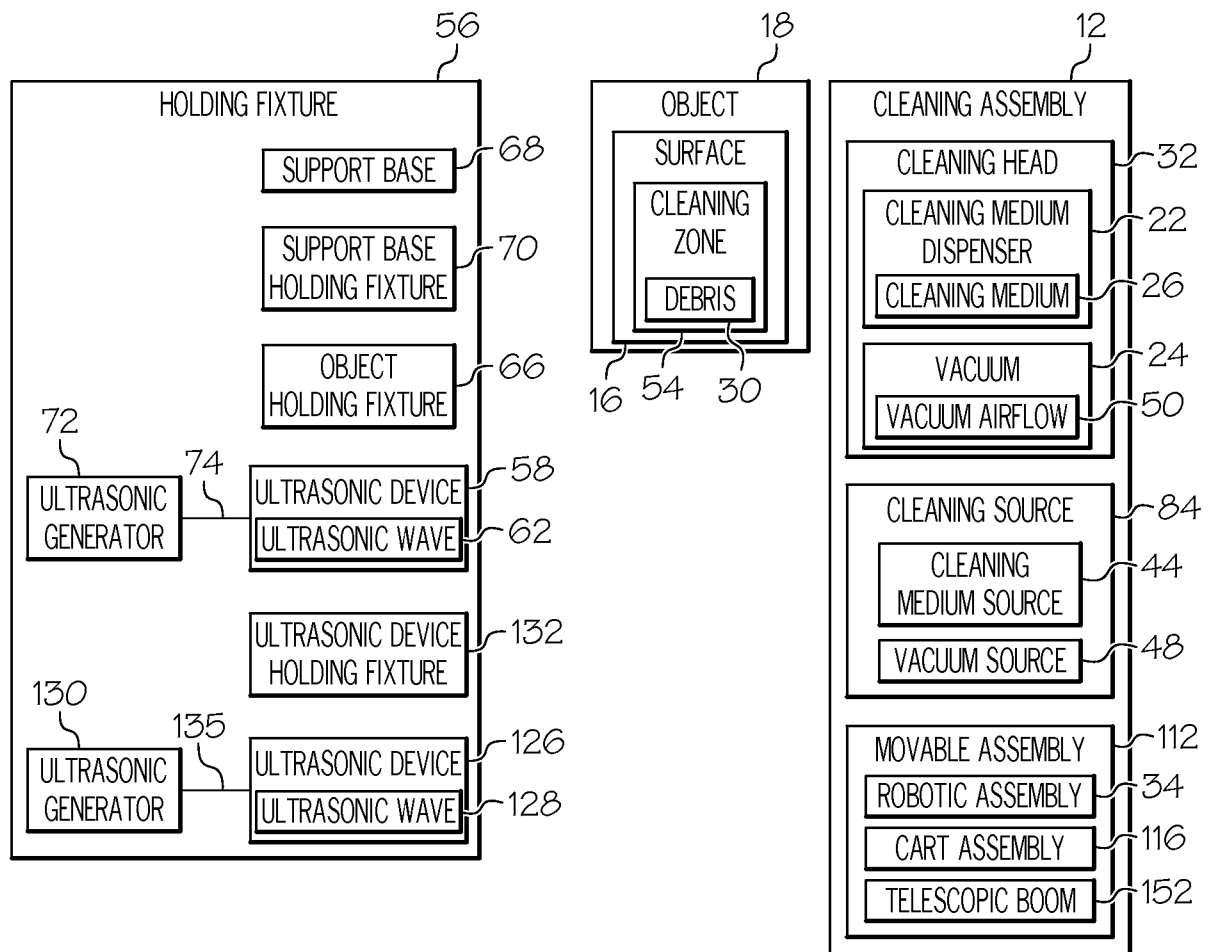 56
HOLDING FIXTURE
SUPPORT BASE
68
SUPPORT BASE
HOLDING FIXTURE
70
OBJECT
HOLDING FIXTURE
66
72
ULTRASONIC
GENERATOR
74
ULTRASONIC DEVICE
58
ULTRASONIC WAVE
62
ULTRASONIC DEVICE
HOLDING FIXTURE
132
130
ULTRASONIC
GENERATOR
135
ULTRASONIC DEVICE
126
ULTRASONIC WAVE
128
18
OBJECT
SURFACE
CLEANING
ZONE
DEBRIS
16
54
30
12
CLEANING ASSEMBLY
CLEANING HEAD
32
CLEANING MEDIUM
DISPENSER
22
CLEANING MEDIUM
26
VACUUM
24
VACUUM AIRFLOW
50
CLEANING SOURCE
84
CLEANING
MEDIUM SOURCE
44
VACUUM SOURCE
48
MOVABLE ASSEMBLY
112
ROBOTIC ASSEMBLY
34
CART ASSEMBLY
116
TELESCOPIC BOOM
152